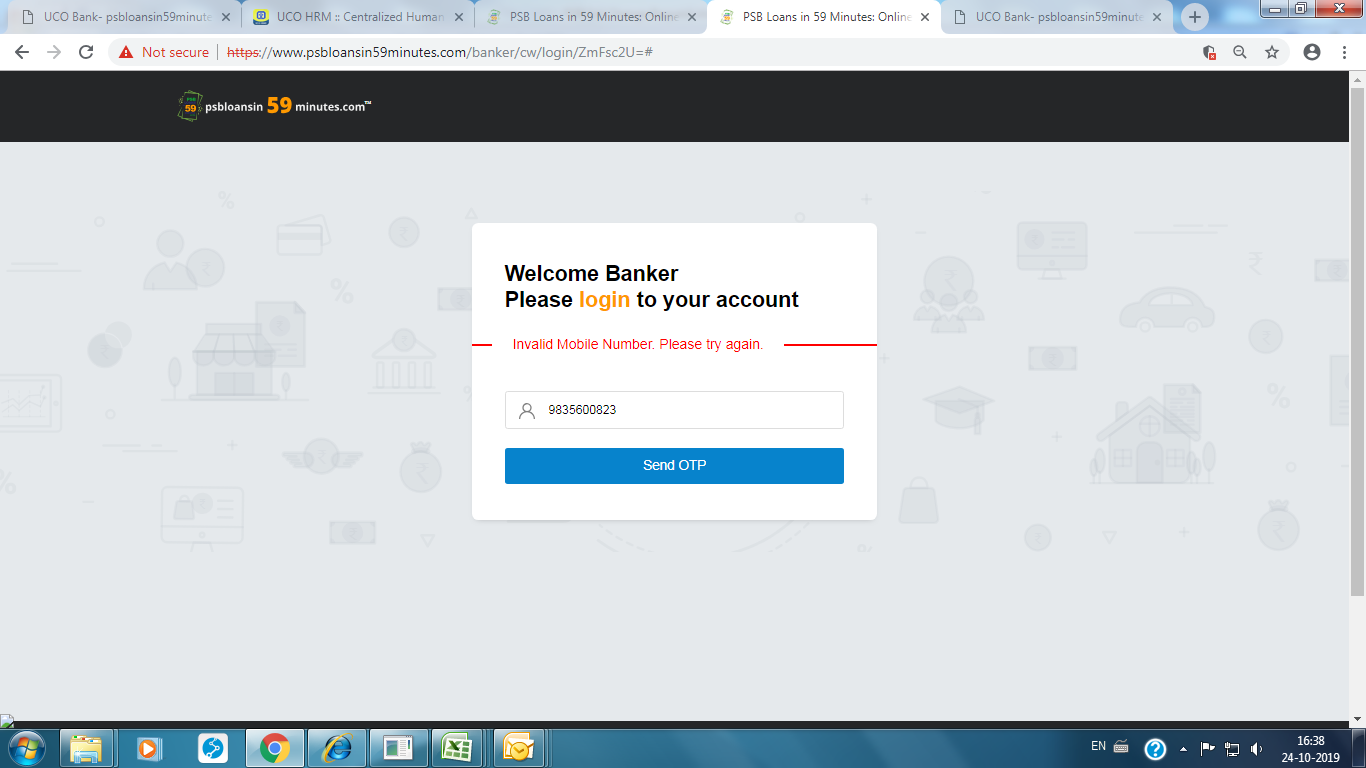 UCO Bank- psbloansin59minute
UCO HRM :: Centralized Human
PSB Loans in 59 Minutes: Online
PSB Loans in 59 Minutes: Online
UCO Bank- psbloansin59minute
Not secure
https://www.psbloansin59minutes.com/banker/cw/login/ZmFsc2U=#
psbloansin 59 minutes.com™
Welcome Banker
Please login to your account
Invalid Mobile Number. Please try again.
9835600823
Send OTP
EN
16:38
24-10-2019